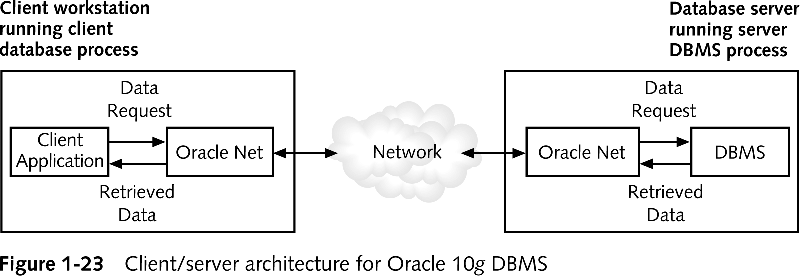 Client workstation
running client
database process
Database server
running server
DBMS process
Data
Request
Client
Application
Oracle Net
Retrieved
Data
Network
Data
Request
Oracle Net
DBMS
Retrieved
Data
Figure 1-23 Client/server architecture for Oracle 10g DBMS